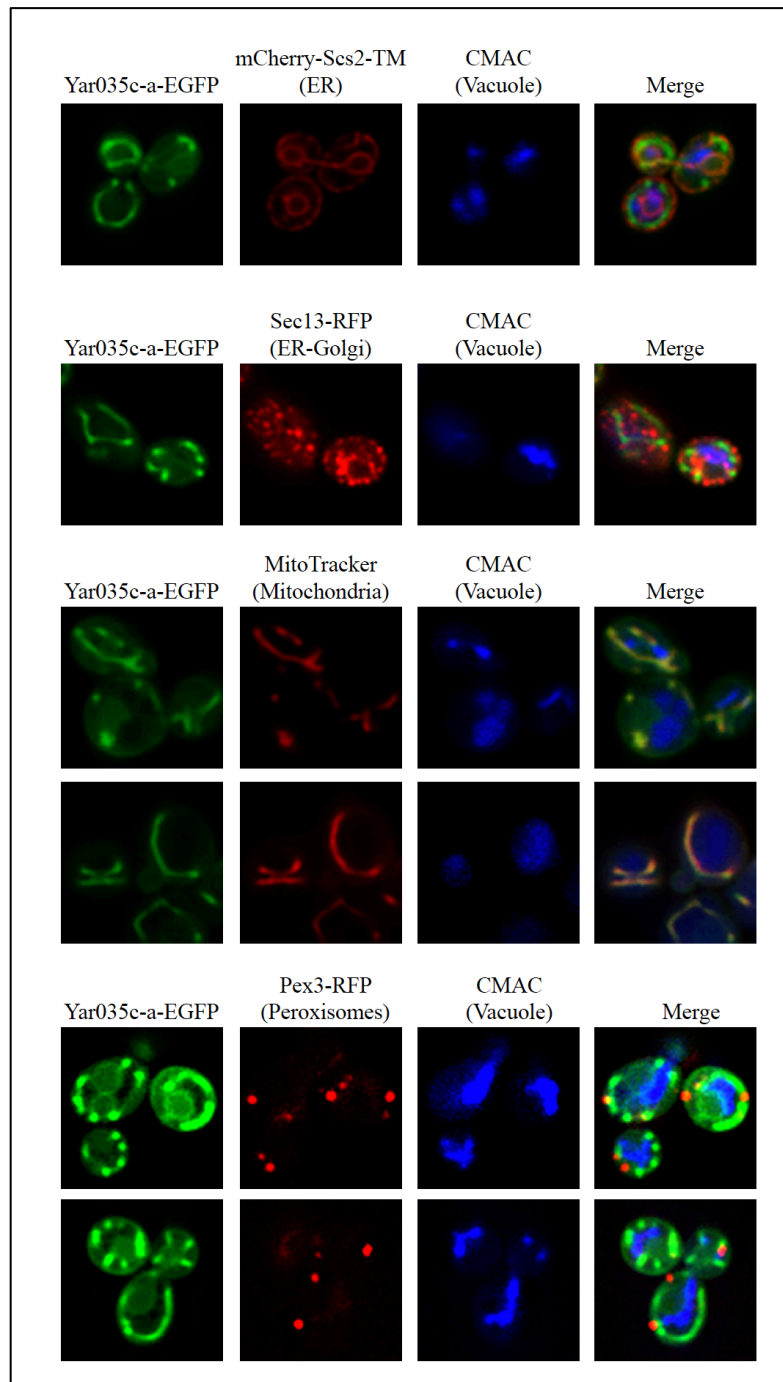 mCherry-Scs2-TM CMAC
Yar035c-a-EGFP (ER) (Vacuole) Merge
Sec13-RFP CMAC
Yar035c-a-EGFP (ER-Golgi) (Vacuole) Merge
MitoTracker CMAC
Yar035c-a-EGFP (Mitochondria) (Vacuole) Merge
Pex3-RFP CMAC
Yar035c-a-EGFP (Peroxisomes) (Vacuole) Merge